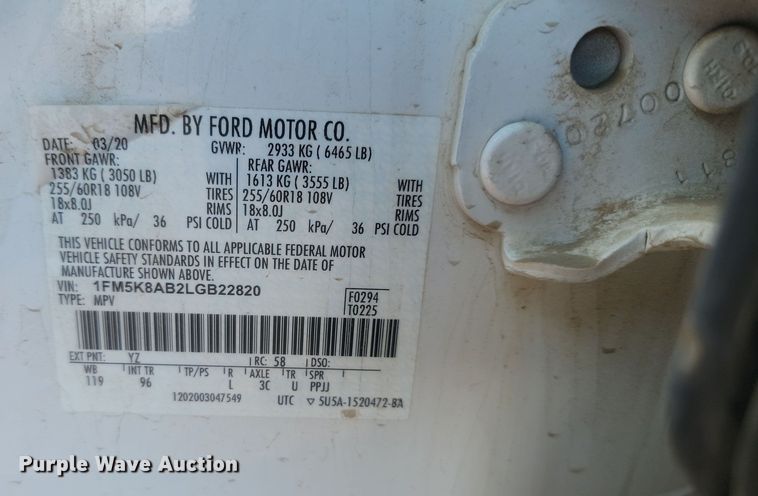 MFD. BY FORD MOTOR CO.
DATE: 03/20 GVWR: 2933 KG ( 6465 LB)
FRONT GAWR: REAR GAWR:
1383 KG ( 3050 LB) WITH 1613 KG ( 3555 LB) WITH
255/60R18 108V TIRES 255/60R18 108V TIRES
18x8.0J RIMS 18x8.0J RIMS
AT 250 kPa/ 36 PSI COLD AT 250 kPa/ 36 PSI COLD
THIS VEHICLE CONFORMS TO ALL APPLICABLE FEDERAL MOTOR
VEHICLE SAFETY STANDARDS IN EFFECT ON THE DATE OF
MANUFACTURE SHOWN ABOVE.
VIN: 1FM5K8AB2LGB22820
TYPE: MPV
F0294
T0225
EXT PNT: YZ RC: 58 DSO:
WB INT TR TP/PS R AXLE TR SPR
119 96 L 3C U PPJJ
1202003047549 UTC ▽ 5U5A-1520472-BA
00720
811
Purple Wave Auction